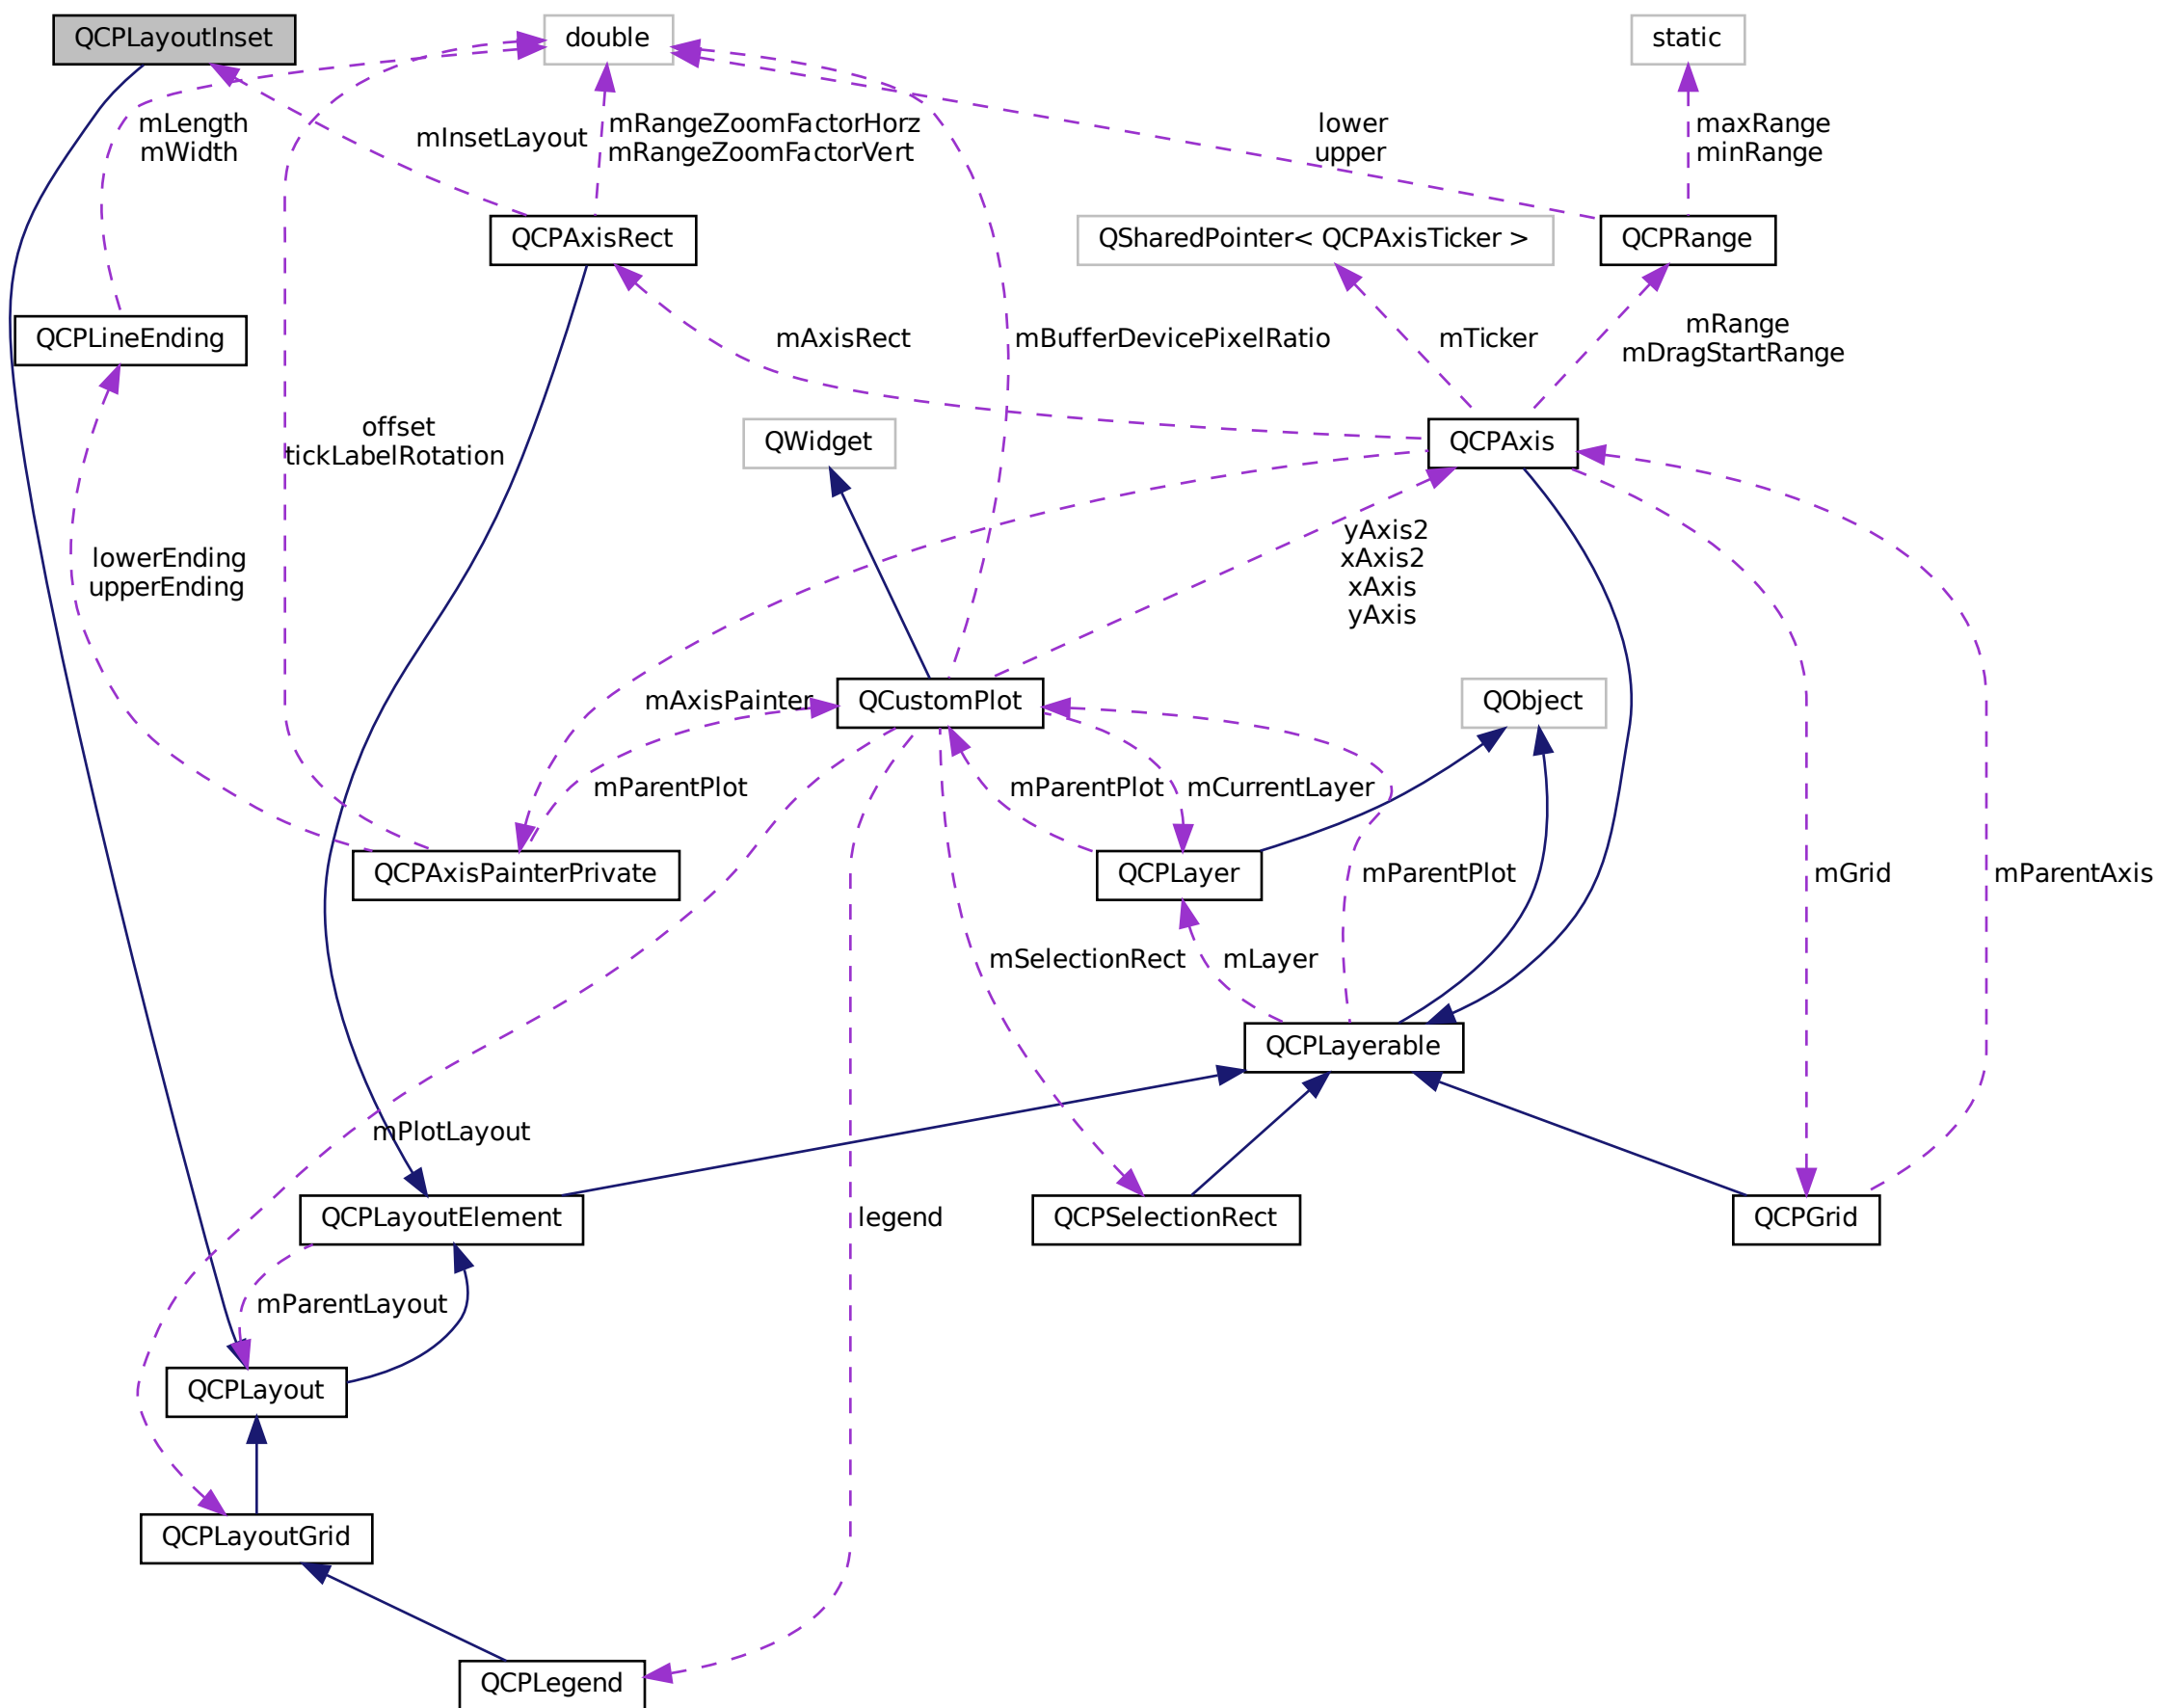 QCPLayoutInset
double
static
mLength
mWidth
mInsetLayout
mRangeZoomFactorHorz
mRangeZoomFactorVert
lower
upper
maxRange
minRange
QCPAxisRect
QSharedPointer< QCPAxisTicker >
QCPRange
QCPLineEnding
mAxisRect
mBufferDevicePixelRatio
mTicker
mRange
mDragStartRange
offset
tickLabelRotation
QWidget
QCPAxis
lowerEnding
upperEnding
yAxis2
xAxis2
xAxis
yAxis
mAxisPainter
QCustomPlot
QObject
mParentPlot
mParentPlot
mCurrentLayer
QCPAxisPainterPrivate
QCPLayer
mParentPlot
mGrid
mParentAxis
mSelectionRect
mLayer
QCPLayerable
mPlotLayout
QCPLayoutElement
legend
QCPSelectionRect
QCPGrid
mParentLayout
QCPLayout
QCPLayoutGrid
QCPLegend